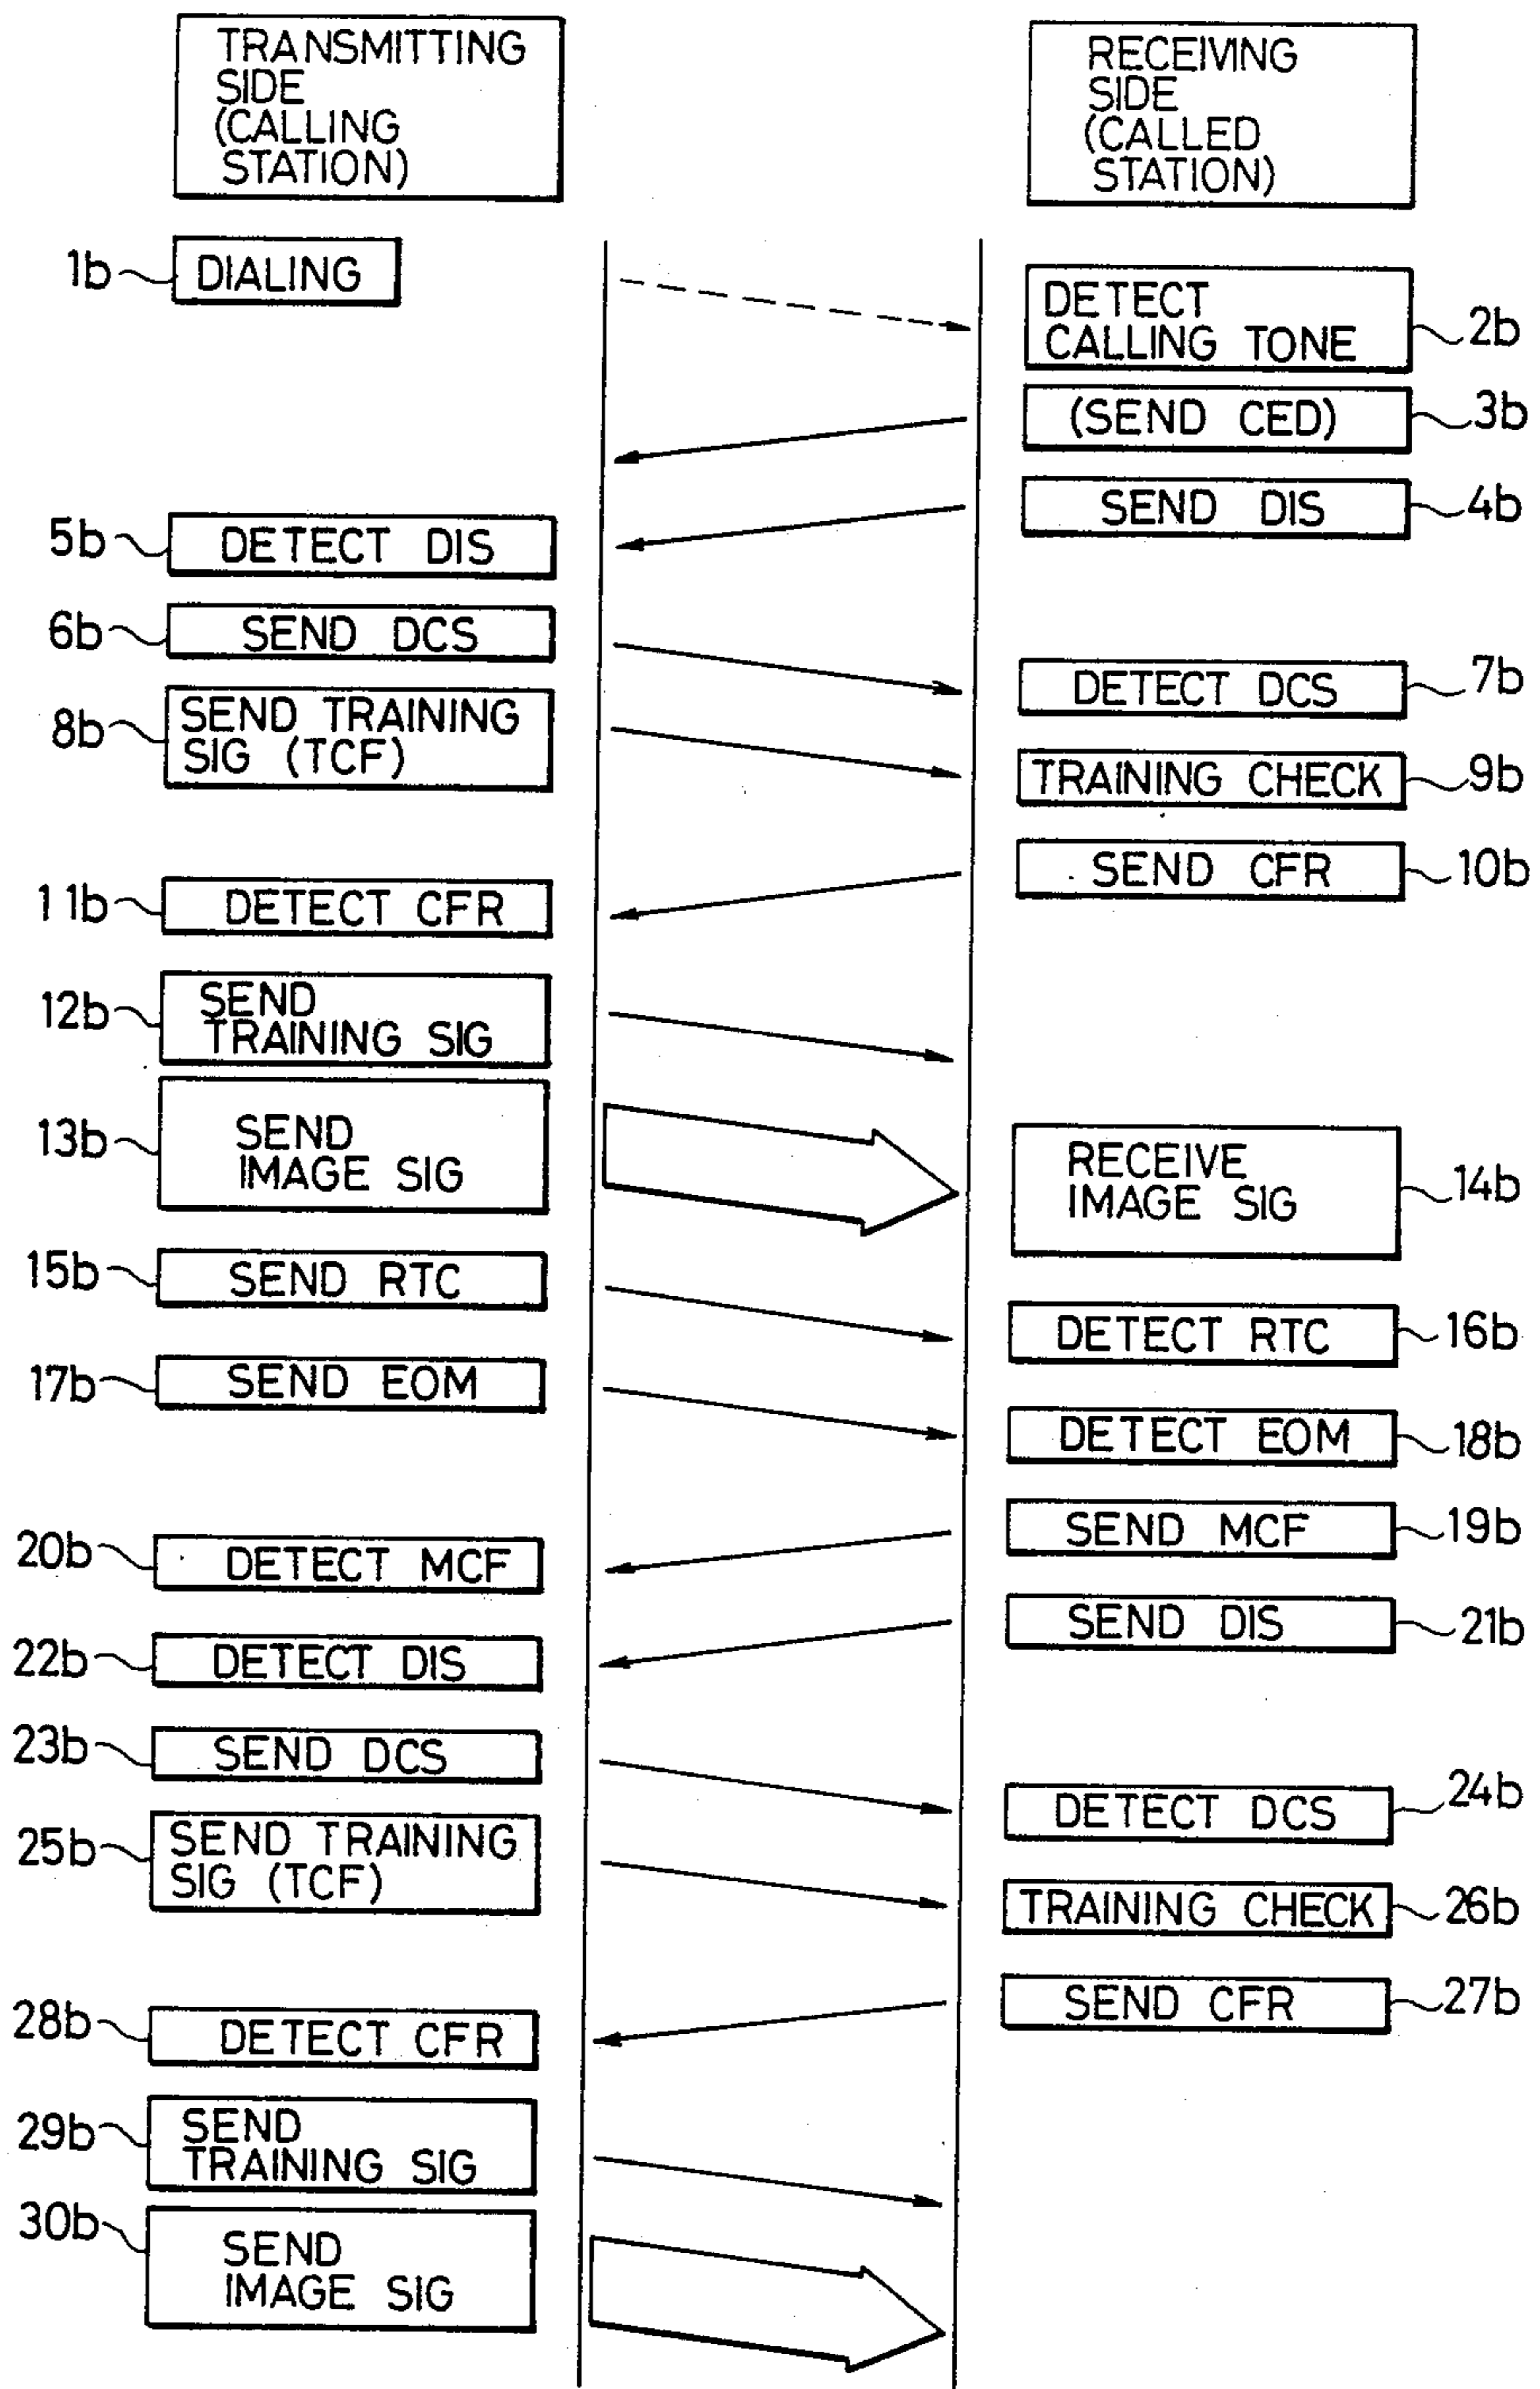 TRANSMITTING
SIDE
(CALLING
STATION)
RECEIVING
SIDE
(CALLED
STATION)
1b
DIALING
DETECT
CALLING TONE
2b
(SEND CED)
3b
SEND DIS
4b
5b
DETECT DIS
6b
SEND DCS
DETECT DCS
7b
8b
SEND TRAINING
SIG (TCF)
TRAINING CHECK
9b
SEND CFR
10b
11b
DETECT CFR
12b
SEND
TRAINING SIG
13b
SEND
IMAGE SIG
RECEIVE
IMAGE SIG
14b
15b
SEND RTC
DETECT RTC
16b
17b
SEND EOM
DETECT EOM
18b
SEND MCF
19b
20b
DETECT MCF
SEND DIS
21b
22b
DETECT DIS
23b
SEND DCS
DETECT DCS
24b
25b
SEND TRAINING
SIG (TCF)
TRAINING CHECK
26b
SEND CFR
27b
28b
DETECT CFR
29b
SEND
TRAINING SIG
30b
SEND
IMAGE SIG